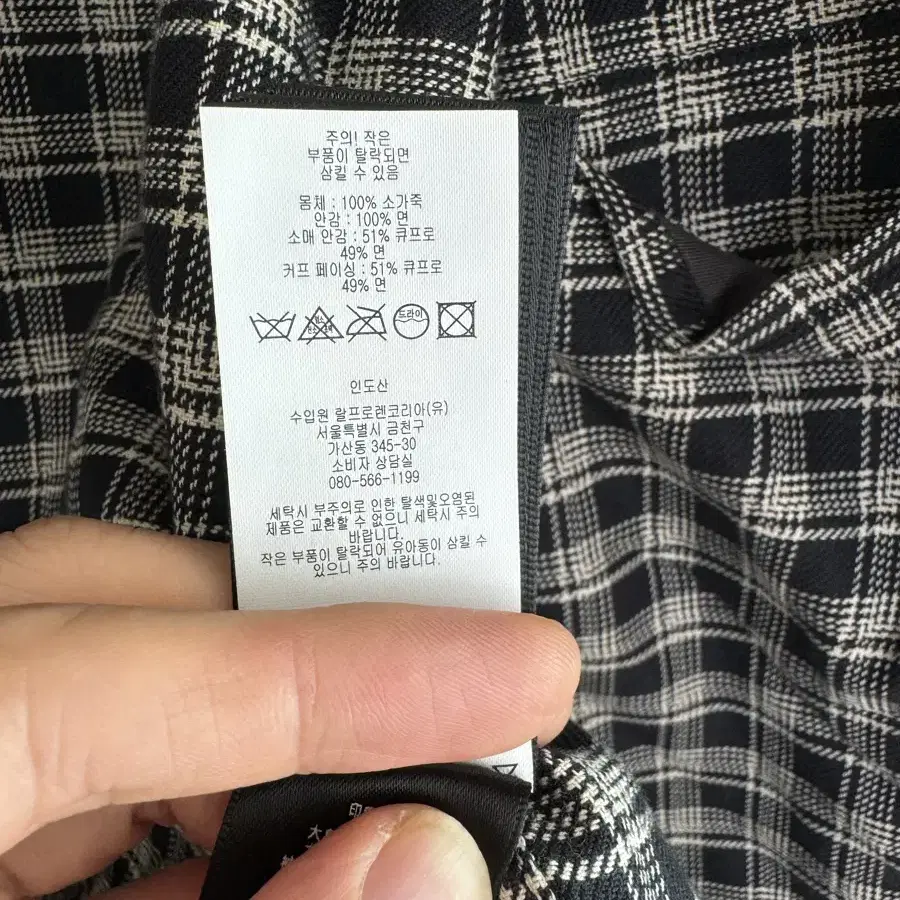 주의! 작은
부품이 탈락되면
삼킬 수 있음
몸체 : 100% 소가죽
안감 : 100% 면
소매 안감 : 51% 큐프로
49% 면
커프 페이싱 : 51% 큐프로
49% 면
드라이
인도산
수입원 랄프로렌코리아(유)
서울특별시 금천구
가산동 345-30
소비자 상담실
080-566-1199
세탁시 부주의로 인한 탈색및오염된
제품은 교환할 수 없으니 세탁시 주의
바랍니다.
작은 부품이 탈락되어 유아동이 삼킬 수
있으니 주의 바랍니다.